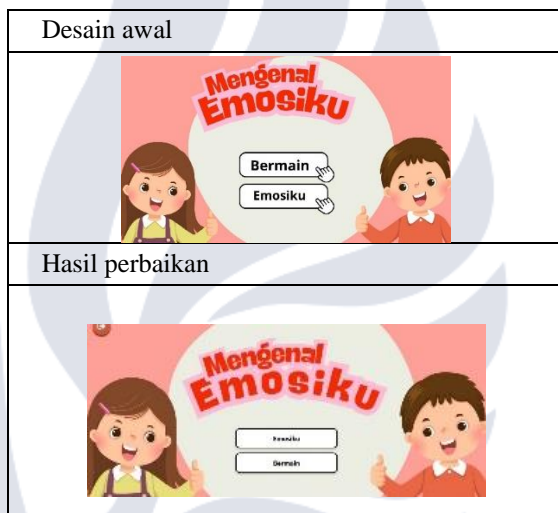 Desain awal
Mengenal
Emosiku
Bermain
Emosiku
Hasil perbaikan
Mengenal
Emosiku
Emosiku
Bermain